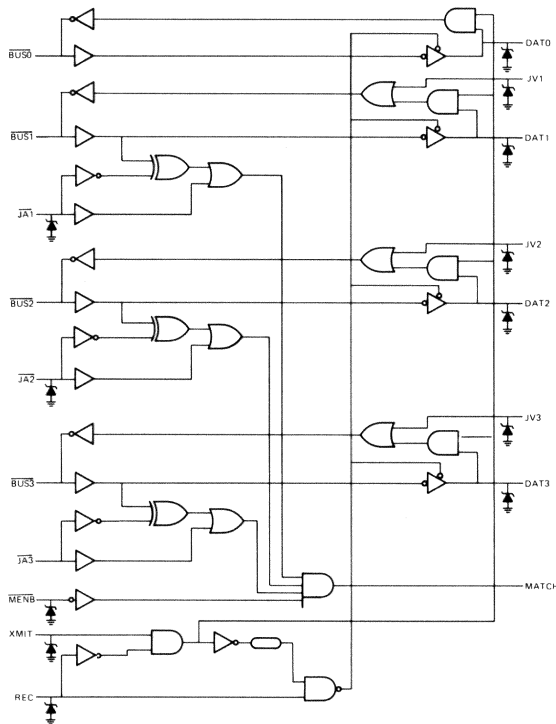 BUS0
DAT0
JV1
BUS1
DAT1
JA1
JV2
BUS2
DAT2
JA2
JV3
BUS3
DAT3
JA3
MATCH
MENB
XMIT
REC